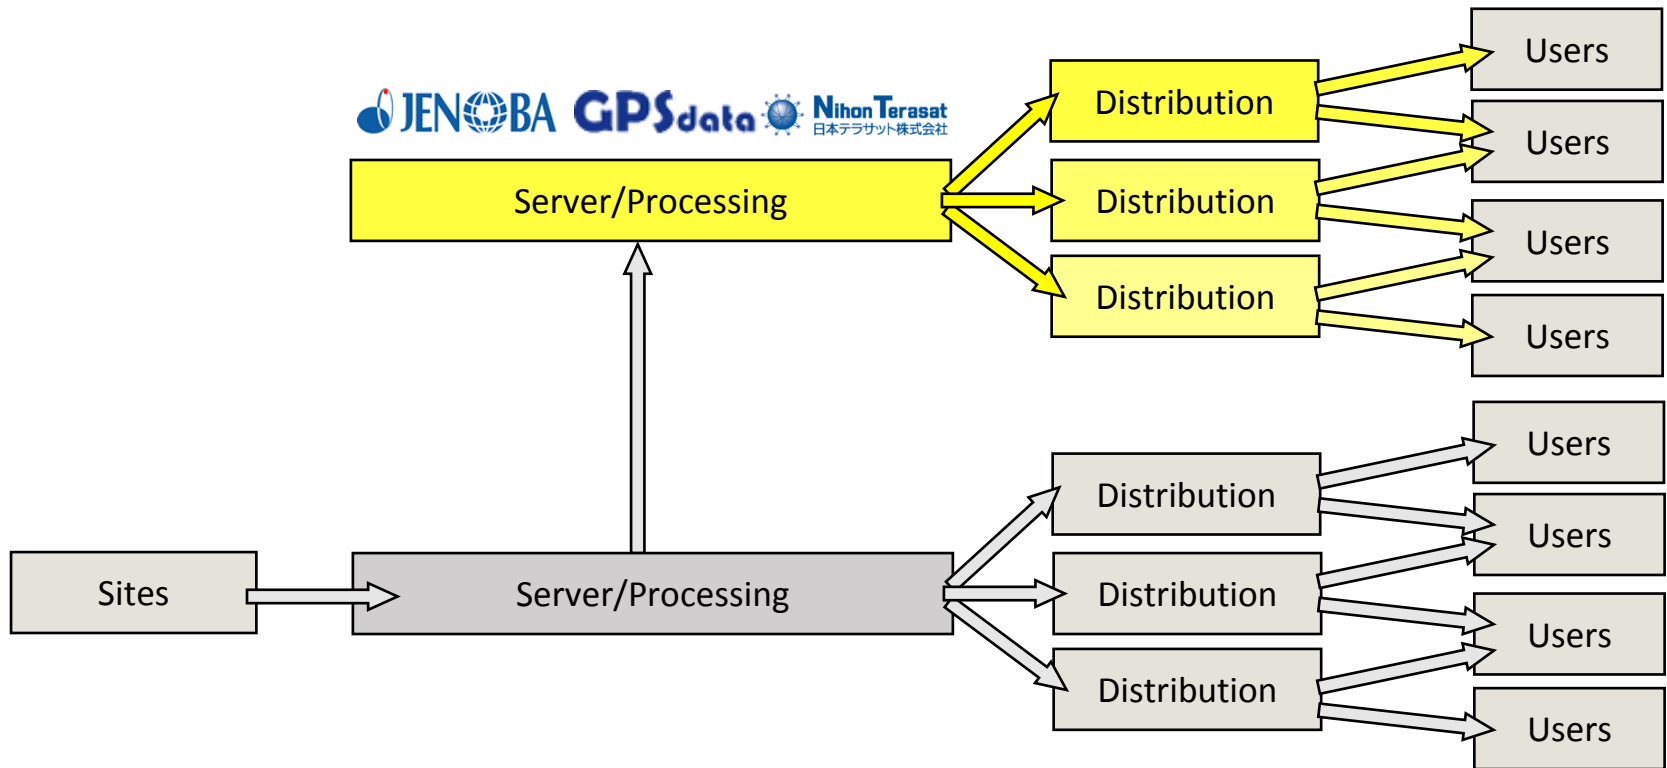 Users
JENOBA GPSdata Nihon Terasat
日本テラサット株式会社
Distribution
Users
Server/Processing
Distribution
Users
Distribution
Users
Users
Distribution
Users
Sites
Server/Processing
Distribution
Users
Distribution
Users